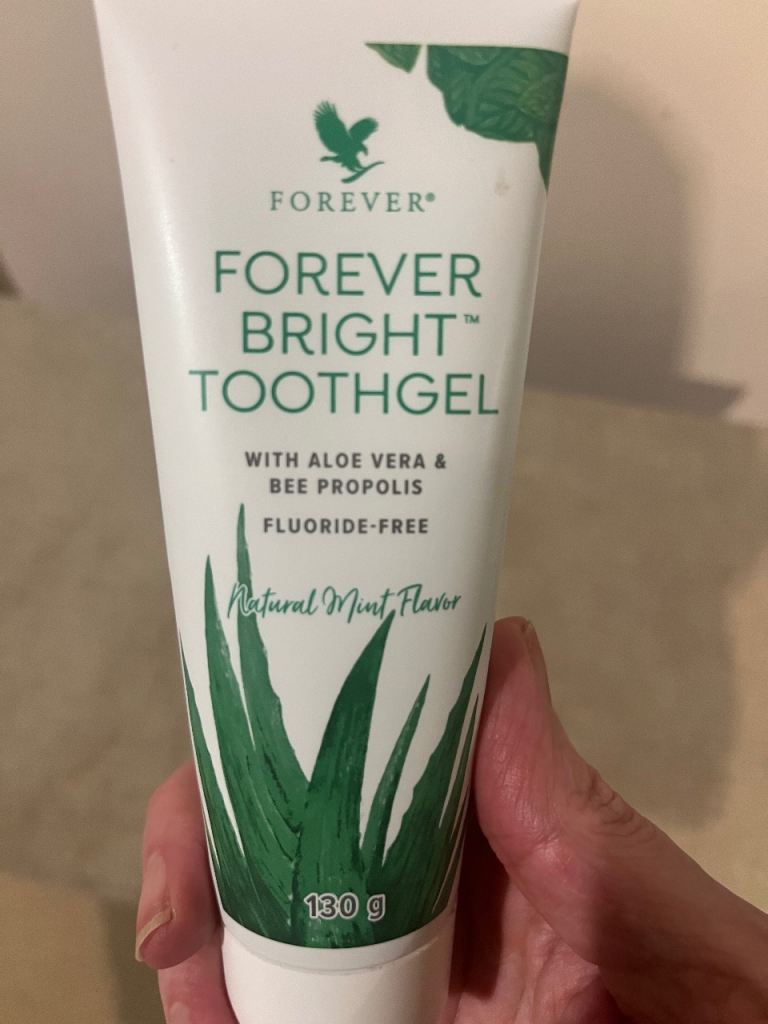 FOREVER®
FOREVER
BRIGHT™
TOOTHGEL
WITH ALOE VERA &
BEE PROPOLIS
FLUORIDE-FREE
Natural Mint Flavor
130 g